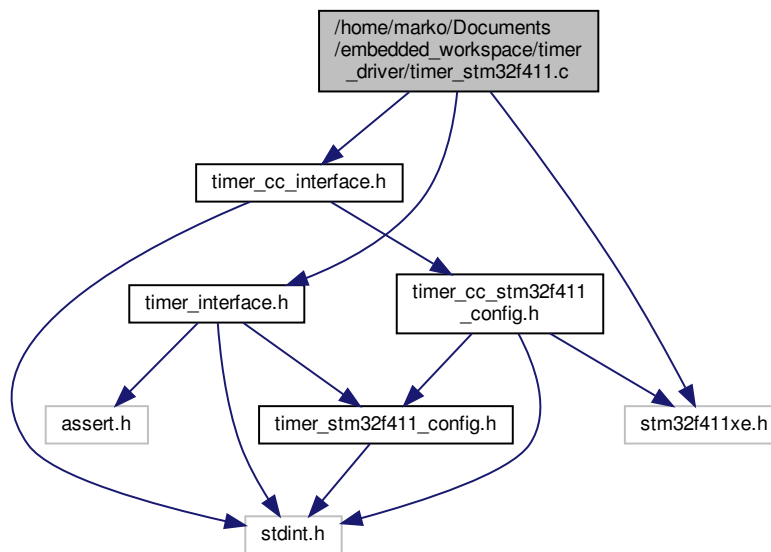 /home/marko/Documents
/embedded_workspace/timer
_driver/timer_stm32f411.c
timer_cc_interface.h
timer_interface.h
timer_cc_stm32f411
_config.h
assert.h
timer_stm32f411_config.h
stm32f411xe.h
stdint.h